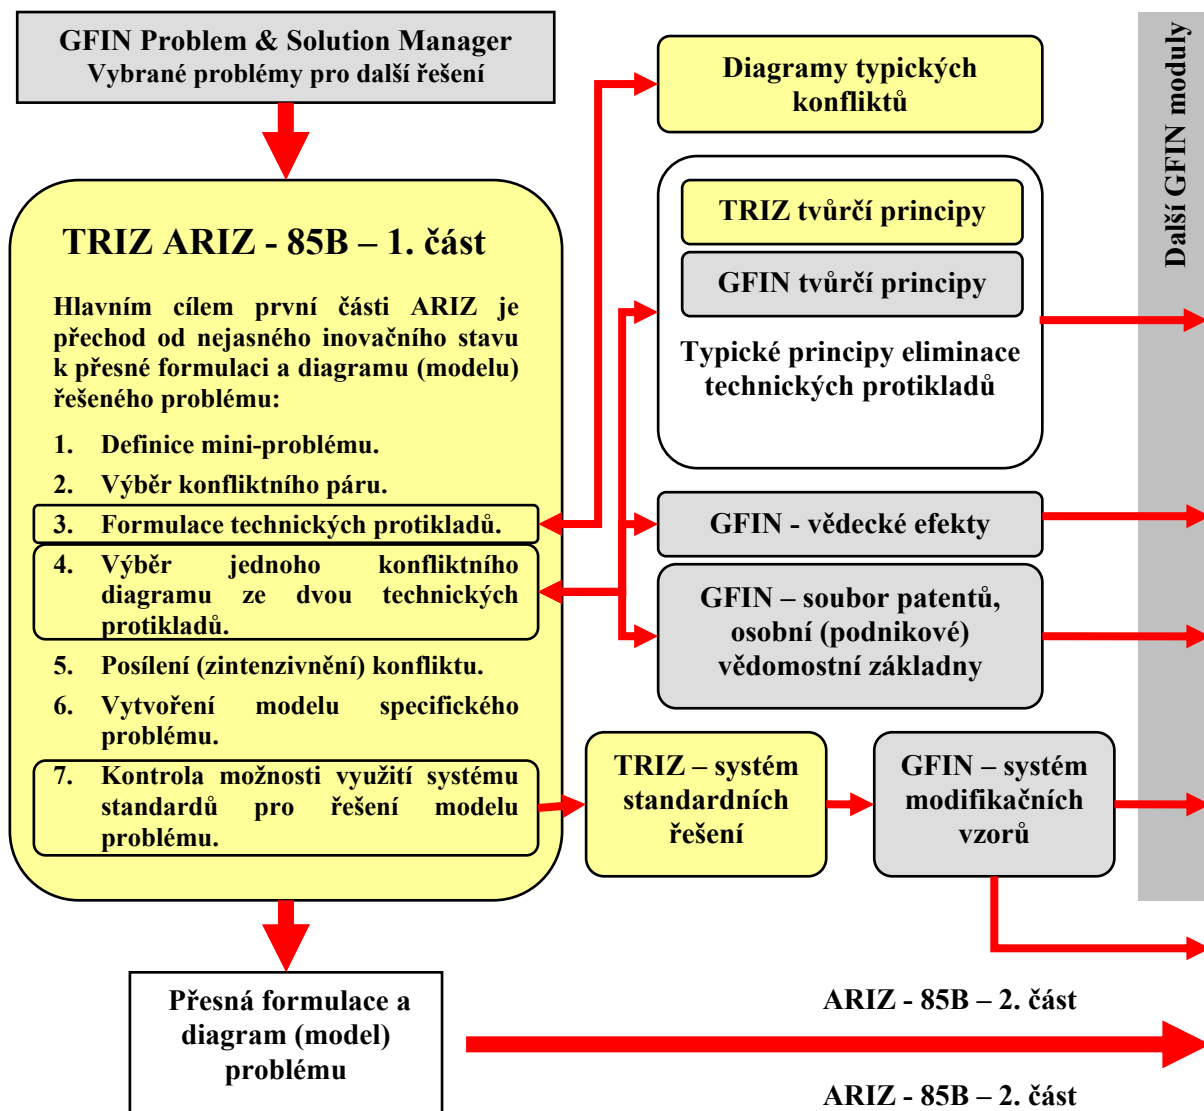 GFIN Problem & Solution Manager
Vybrané problémy pro další řešení
TRIZ ARIZ - 85B – 1. část
Hlavním cílem první části ARIZ je
přechod od nejasného inovačního stavu
k přesné formulaci a diagramu (modelu)
řešeného problému:
1. Definice mini-problému.
2. Výběr konfliktního páru.
3. Formulace technických protikladů.
4. Výběr jednoho konfliktního
diagramu ze dvou technických
protikladů.
5. Posílení (zintenzivnění) konfliktu.
6. Vytvoření modelu specifického
problému.
7. Kontrola možnosti využití systému
standardů pro řešení modelu
problému.
Přesná formulace a
diagram (model)
problému
Diagramy typických
konfliktů
TRIZ tvůrčí principy
GFIN tvůrčí principy
Typické principy eliminace
technických protikladů
GFIN - vědecké efekty
GFIN – soubor patentů,
osobní (podnikové)
vědomostní základny
TRIZ – systém
standardních
řešení
GFIN – systém
modifikačních
vzorů
Další GFIN moduly
ARIZ - 85B – 2. část
ARIZ - 85B – 2. část